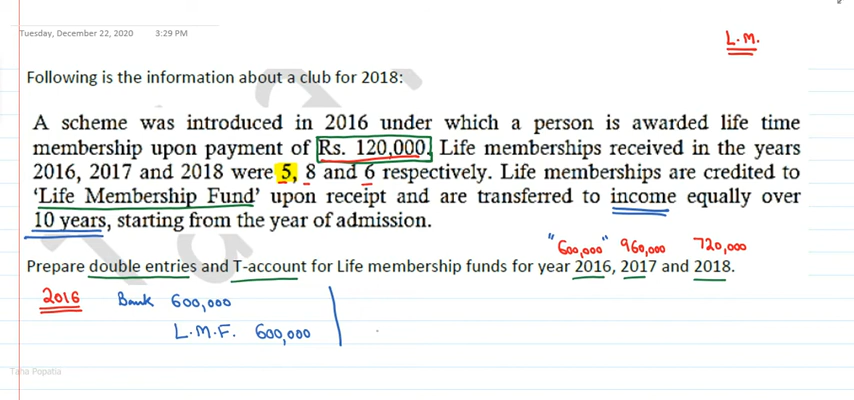 Tuesday, December 22, 2020 3:29 PM
L.M.
Following is the information about a club for 2018:
A scheme was introduced in 2016 under which a person is awarded life time
membership upon payment of Rs. 120,000. Life memberships received in the years
2016, 2017 and 2018 were 5, 8 and 6 respectively. Life memberships are credited to
‘Life Membership Fund’ upon receipt and are transferred to income equally over
10 years, starting from the year of admission.
"600,000" 960,000 720,000
Prepare double entries and T-account for Life membership funds for year 2016, 2017 and 2018.
2016 Bank 600,000
L.M.F. 600,000
Taha Popatia